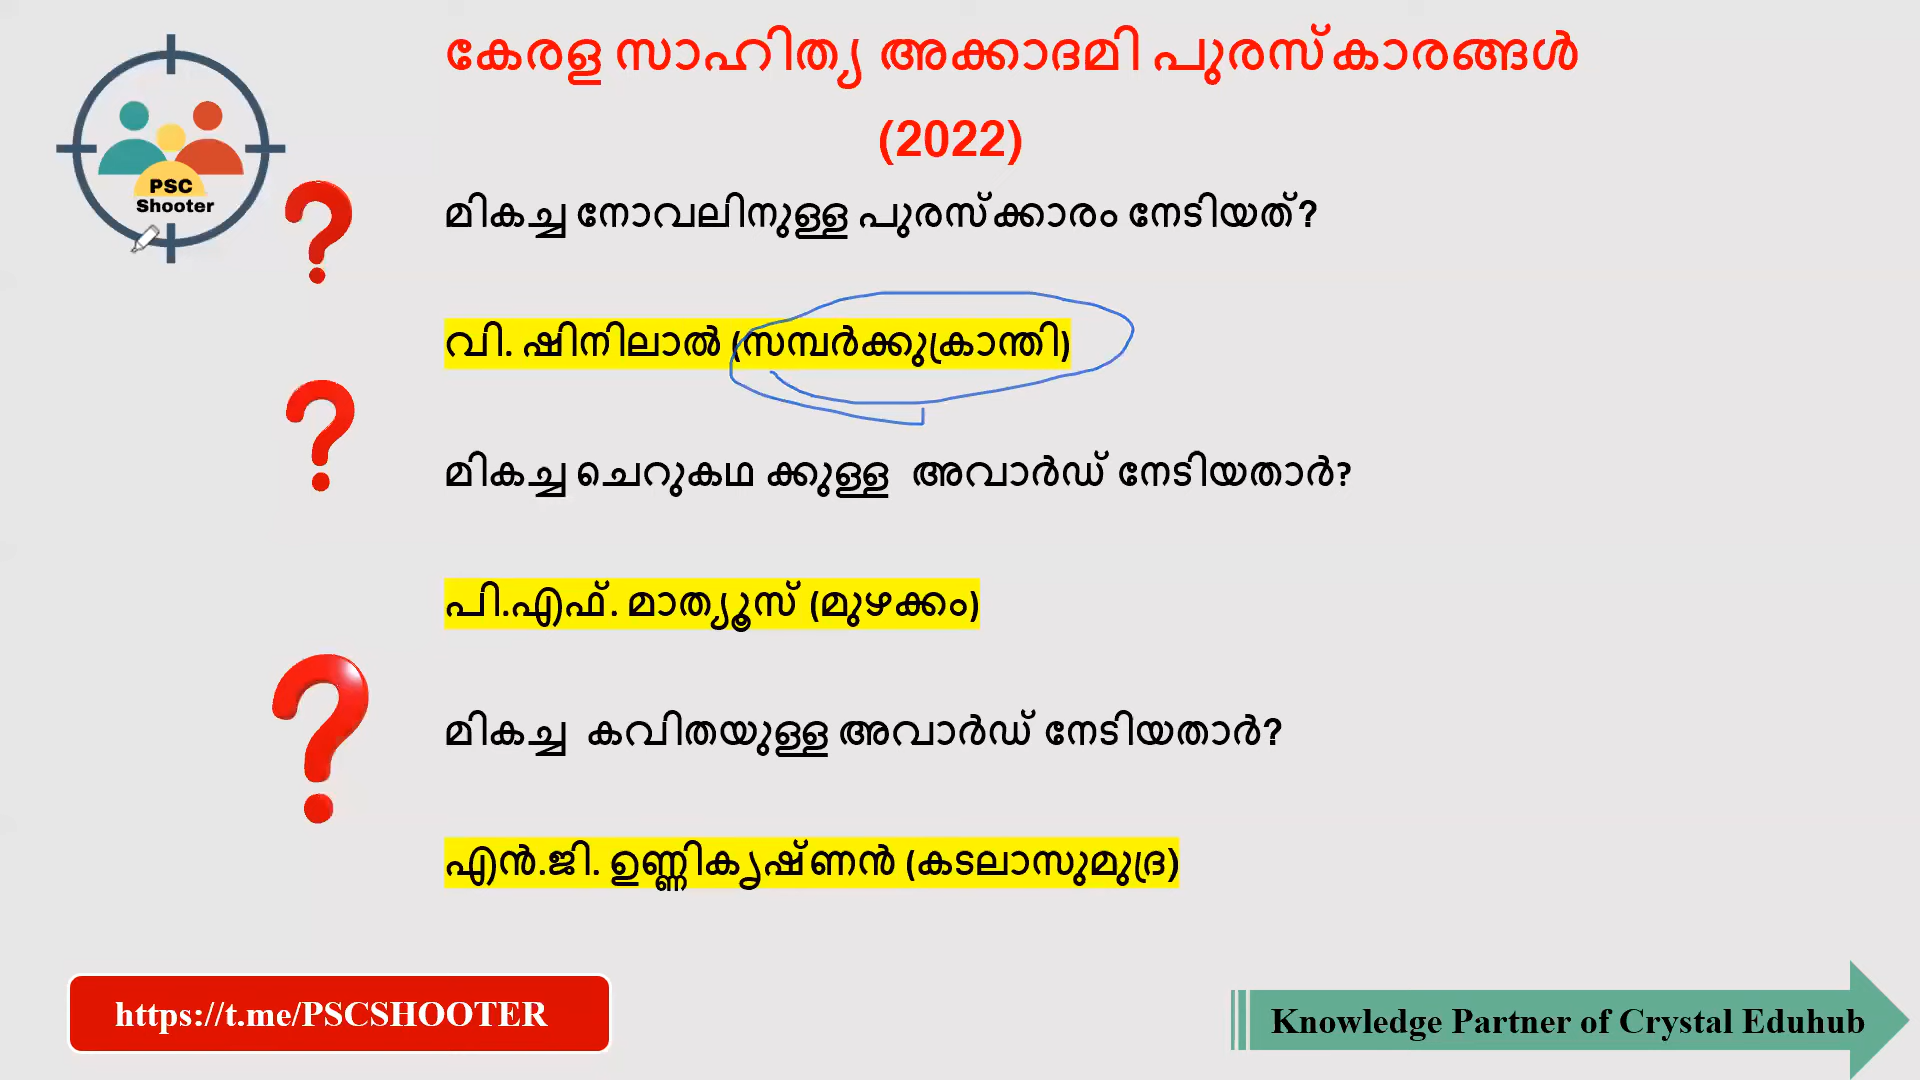 കേരള സാഹിത്യ അക്കാദമി പുരസ്കാരങ്ങൾ
(2022)
PSC
Shooter
മികച്ച നോവലിനുള്ള പുരസ്ക്കാരം നേടിയത്?
വി. ഷിനിലാൽ (സമ്പർക്കുക്രാന്തി)
മികച്ച ചെറുകഥ ക്കുള്ള അവാർഡ് നേടിയതാർ?
പി.എഫ്. മാത്യൂസ് (മുഴക്കം)
മികച്ച കവിതയുള്ള അവാർഡ് നേടിയതാർ?
എൻ.ജി. ഉണ്ണികൃഷ്ണൻ (കടലാസുമുദ്ര)
https://t.me/PSCSHOOTER
Knowledge Partner of Crystal Eduhub